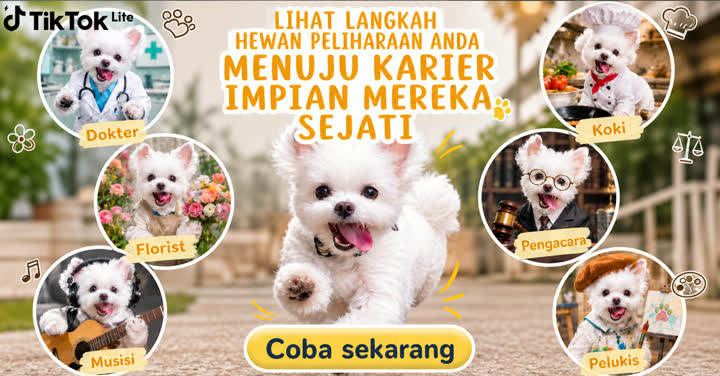 TikTok Lite
LIHAT LANGKAH
HEWAN PELIHARAAN ANDA
MENUJU KARIER
IMPIAN MEREKA
SEJATI
Dokter
Koki
Florist
Pengacara
Musisi
Pelukis
Coba sekarang